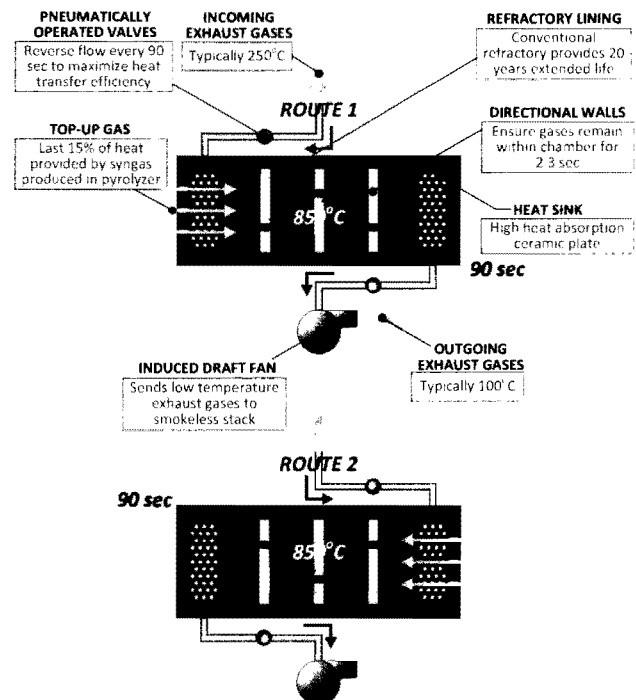 PNEUMATICALLY
OPERATED VALVES
Reverse flow every 90
sec to maximize heat
transfer efficiency
INCOMING
EXHAUST GASES
Typically 250°C
REFRACTORY LINING
Conventional
refractory provides 20
years extended life
ROUTE 1
TOP-UP GAS
Last 15% of heat
provided by syngas
produced in pyrolyzer
DIRECTIONAL WALLS
Ensure gases remain
within chamber for
2-3 sec
850°C
HEAT SINK
High heat absorption
ceramic plate
90 sec
INDUCED DRAFT FAN
Sends low temperature
exhaust gases to
smokeless stack
OUTGOING
EXHAUST GASES
Typically 100°C
ROUTE 2
90 sec
850°C